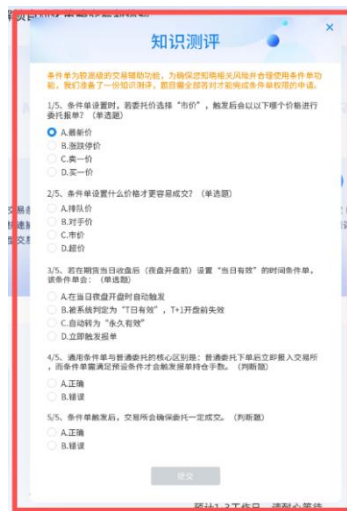 知识测评
×
条件单为较高级的交易辅助功能，为确保您知晓相关风险并合理使用条件单功
能，我们准备了一份知识测评，题目需全部答对才能完成条件单权限的申请。
1/5、条件单设置时，若委托价选择“市价”，触发后会以以下哪个价格进行
委托报单？（单选题）
A.最新价
B.涨跌停价
C.卖一价
D.买一价
2/5、条件单设置什么价格才更容易成交？（单选题）
A.排队价
B.对手价
C.市价
D.超价
3/5、若在期货当日收盘后（夜盘开盘前）设置“当日有效”的时间条件单，
该条件单会：（单选题）
A.在当日夜盘开盘时自动触发
B.被系统判定为“T日有效”，T+1开盘前失效
C.自动转为“永久有效”
D.立即触发报单
4/5、通用条件单与普通委托的核心区别是：普通委托下单后立即报入交易所
，而条件单需满足预设条件才会触发报单持仓手数。（判断题）
A.正确
B.错误
5/5、条件单触发后，交易所会确保委托一定成交。（判断题）
A.正确
B.错误
提交
预计1-3工作日，请耐心等待